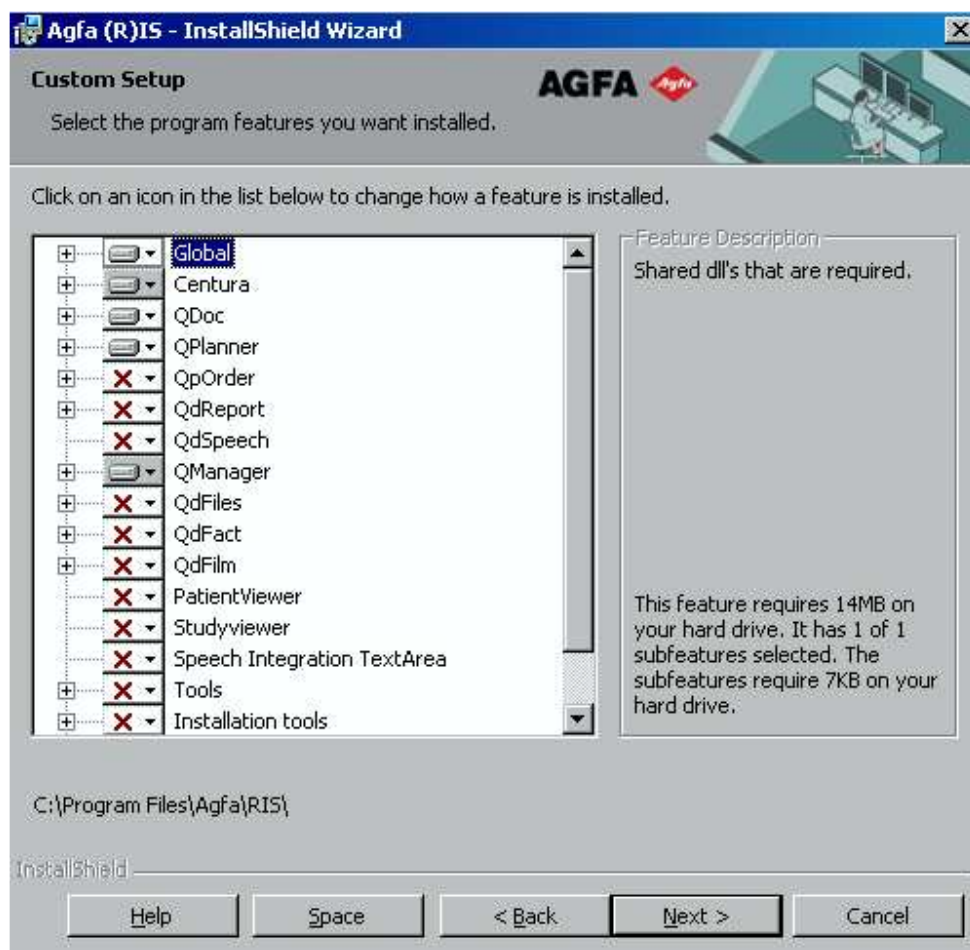 Agfa (R)IS - InstallShield Wizard
Custom Setup
AGFA Agfa
Select the program features you want installed.
Click on an icon in the list below to change how a feature is installed.
Global
Centura
QDoc
QPlanner
QpOrder
QdReport
QdSpeech
QManager
QdFiles
QdFact
QdFilm
PatientViewer
Studyviewer
Speech Integration TextArea
Tools
Installation tools
Feature Description
Shared dll's that are required.
This feature requires 14MB on
your hard drive. It has 1 of 1
subfeatures selected. The
subfeatures require 7KB on your
hard drive.
C:\Program Files\Agfa\RIS\
InstallShield
Help Space < Back Next > Cancel